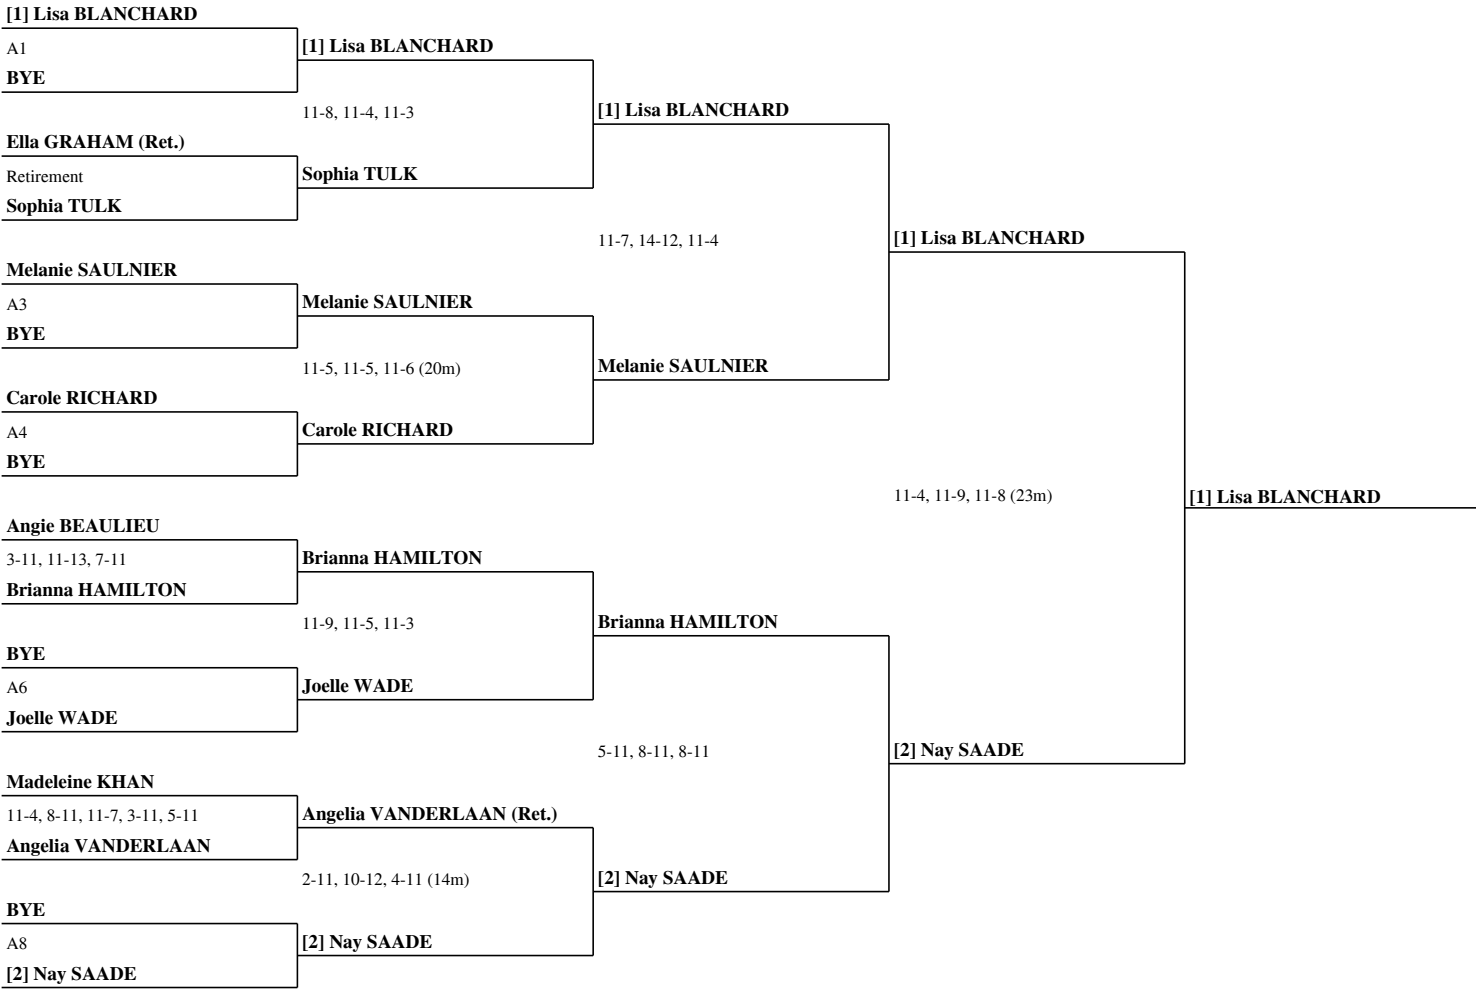 [1] Lisa BLANCHARD
A1
BYE
Ella GRAHAM (Ret.)
Retirement
Sophia TULK
Melanie SAULNIER
A3
BYE
Carole RICHARD
A4
BYE
Angie BEAULIEU
3-11, 11-13, 7-11
Brianna HAMILTON
BYE
A6
Joelle WADE
Madeleine KHAN
11-4, 8-11, 11-7, 3-11, 5-11
Angelia VANDERLAAN
BYE
A8
[2] Nay SAADE
[1] Lisa BLANCHARD
11-8, 11-4, 11-3
Sophia TULK
Melanie SAULNIER
11-5, 11-5, 11-6 (20m)
Carole RICHARD
Brianna HAMILTON
11-9, 11-5, 11-3
Joelle WADE
Angelia VANDERLAAN (Ret.)
2-11, 10-12, 4-11 (14m)
[2] Nay SAADE
[1] Lisa BLANCHARD
11-7, 14-12, 11-4
Melanie SAULNIER
Brianna HAMILTON
5-11, 8-11, 8-11
[2] Nay SAADE
[1] Lisa BLANCHARD
11-4, 11-9, 11-8 (23m)
[2] Nay SAADE
[1] Lisa BLANCHARD